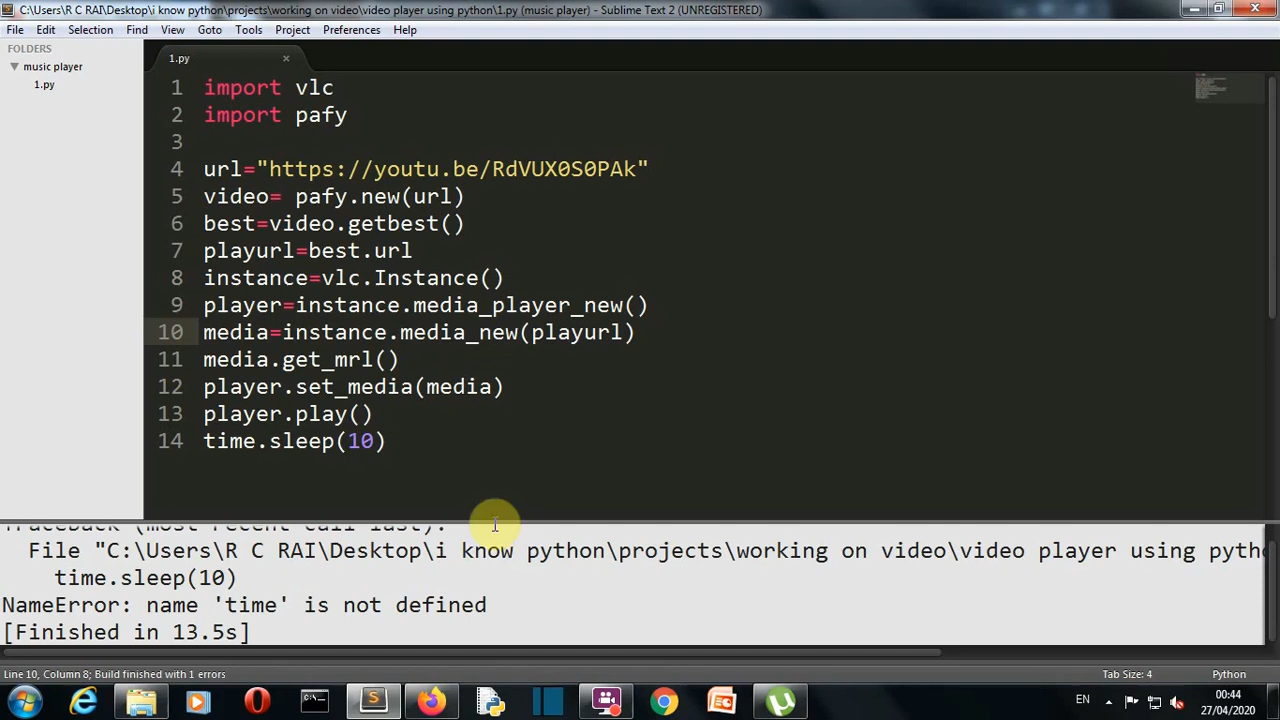 C:\Users\R C RAI\Desktop\i know python\projects\working on video\video player using python\1.py (music player) - Sublime Text 2 (UNREGISTERED)
File Edit Selection Find View Goto Tools Project Preferences Help
FOLDERS
music player
1.py
1.py
1 import vlc
2 import pafy
3
4 url="https://youtu.be/RdVUX0S0PAk"
5 video= pafy.new(url)
6 best=video.getbest()
7 playurl=best.url
8 instance=vlc.Instance()
9 player=instance.media_player_new()
10 media=instance.media_new(playurl)
11 media.get_mrl()
12 player.set_media(media)
13 player.play()
14 time.sleep(10)
Traceback (most recent call last):
File "C:\Users\R C RAI\Desktop\i know python\projects\working on video\video player using pytho
time.sleep(10)
NameError: name 'time' is not defined
[Finished in 13.5s]
Line 10, Column 8; Build finished with 1 errors
Tab Size: 4
Python
EN
00:44
27/04/2020